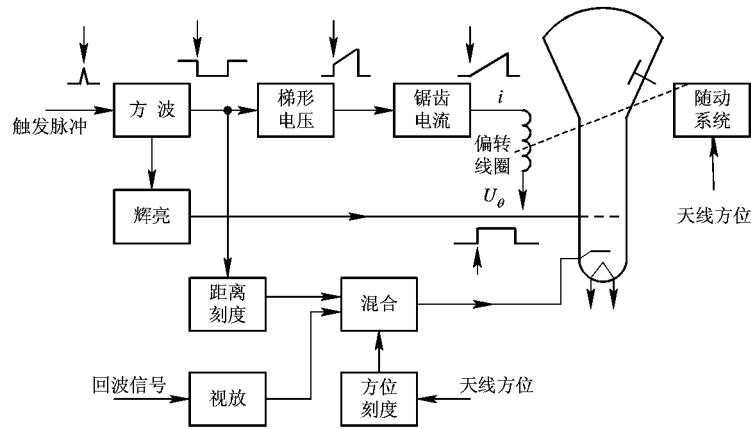 触发脉冲
方 波
梯形
电压
锯齿
电流
i
偏转
线圈
U_θ
随动
系统
天线方位
辉亮
距离
刻度
混合
回波信号
视放
方位
刻度
天线方位